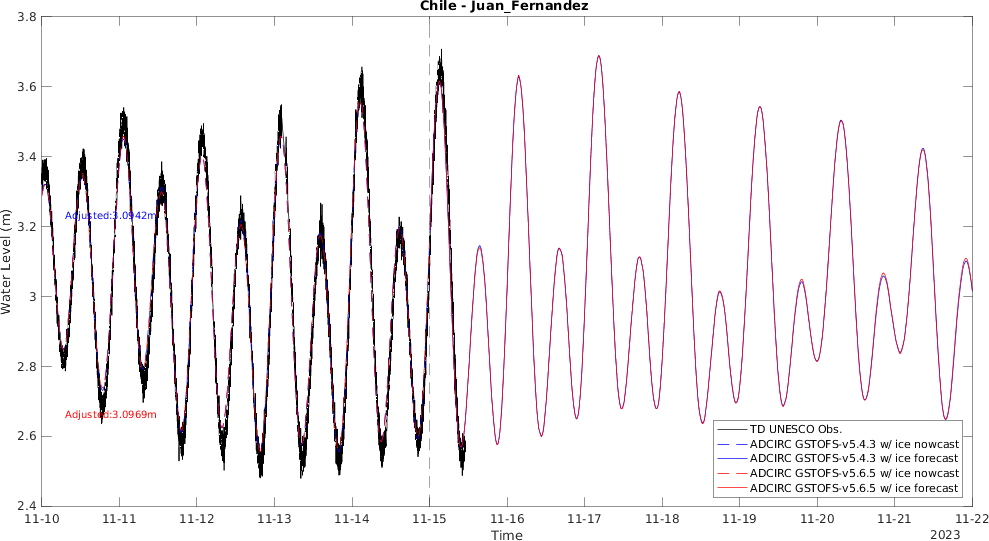 Chile - Juan_Fernandez
3.8
3.6
3.4
3.2
3
2.8
2.6
2.4
Water Level (m)
Adjusted:3.0942m
Adjusted:3.0969m
TD UNESCO Obs.
ADCIRC GSTOFS-v5.4.3 w/ ice nowcast
ADCIRC GSTOFS-v5.4.3 w/ ice forecast
ADCIRC GSTOFS-v5.6.5 w/ ice nowcast
ADCIRC GSTOFS-v5.6.5 w/ ice forecast
11-10 11-11 11-12 11-13 11-14 11-15 11-16 11-17 11-18 11-19 11-20 11-21 11-22
Time
2023